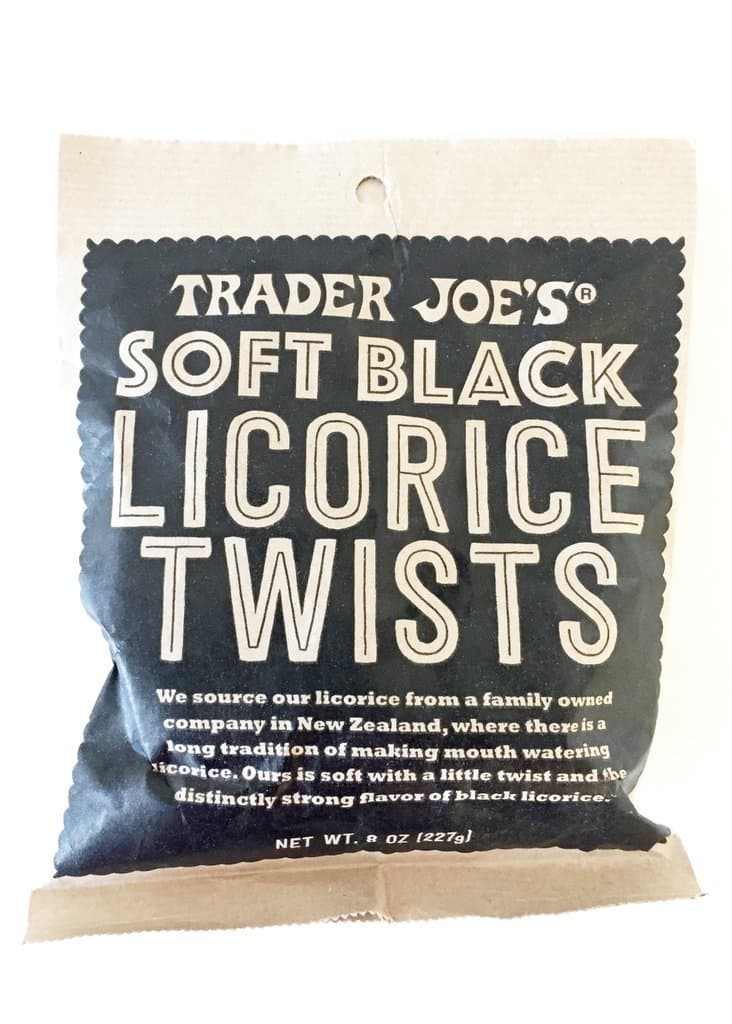 TRADER JOE'S®
SOFT BLACK
LICORICE
TWISTS
We source our licorice from a family owned
company in New Zealand, where there is a
long tradition of making mouth watering
licorice. Ours is soft with a little twist and the
distinctly strong flavor of black licorice.
NET WT. 8 OZ (227g)